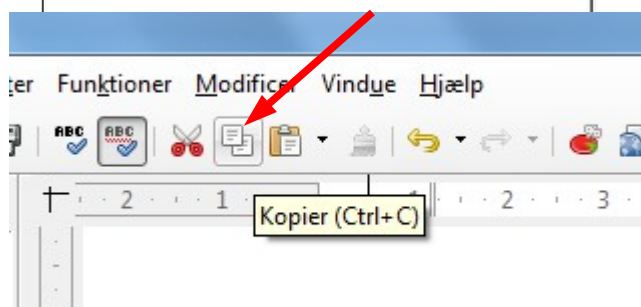 ter Funktioner Modificer Vindue Hjælp
ABC ABC
2 1 1 2 3
Kopier (Ctrl+C)